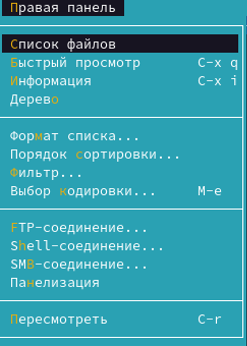 Правая панель
Список файлов
Быстрый просмотр C-x q
Информация C-x i
Дерево
Формат списка...
Порядок сортировки...
Фильтр...
Выбор кодировки... M-e
FTP-соединение...
Shell-соединение...
SMB-соединение...
Панелизация
Пересмотреть C-r